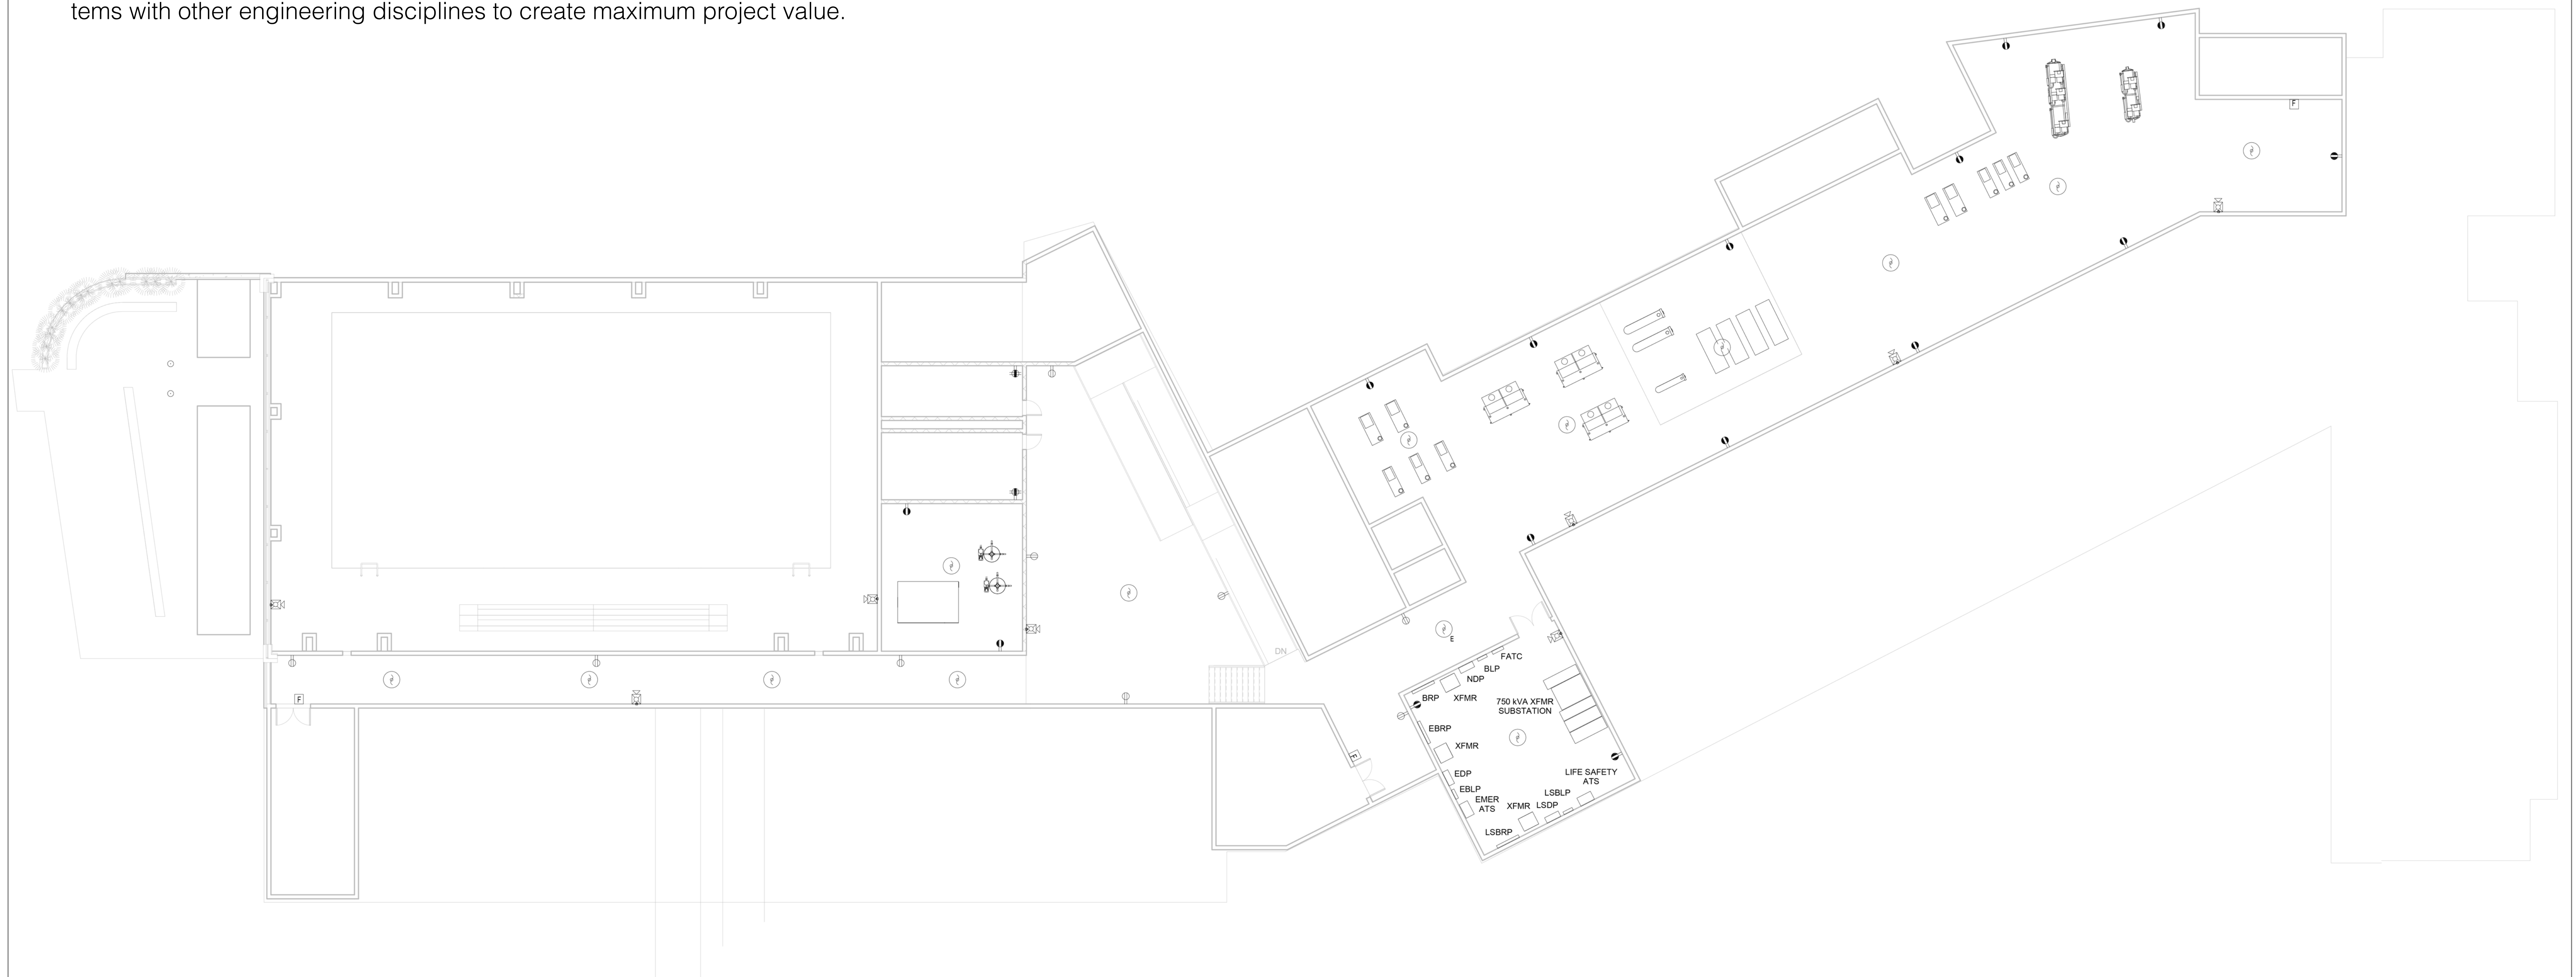 tems with other engineering disciplines to create maximum project value.
F
DN
E
FATC
BLP
NDP
BRP
XFMR
750 kVA XFMR
SUBSTATION
EBRP
XFMR
F
EDP
LIFE SAFETY
ATS
EBLP
LSBLP
EMER
ATS
XFMR
LSDP
LSBRP
F